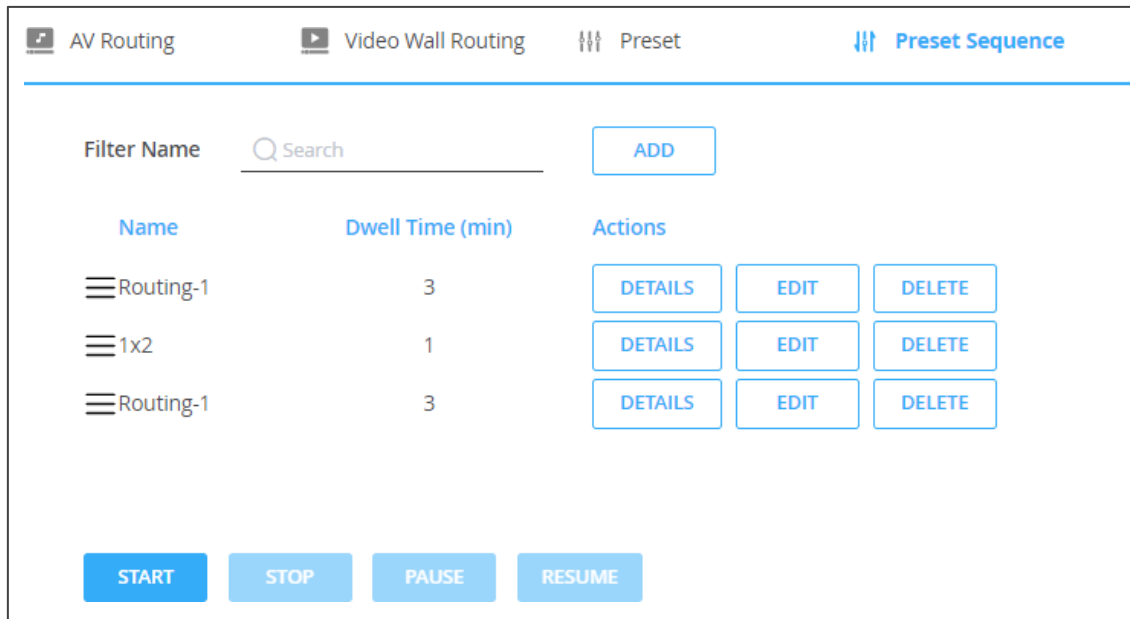 AV Routing Video Wall Routing Preset Preset Sequence
Filter Name Search ADD
Name Dwell Time (min) Actions
Routing-1 3 DETAILS EDIT DELETE
1x2 1 DETAILS EDIT DELETE
Routing-1 3 DETAILS EDIT DELETE
START STOP PAUSE RESUME